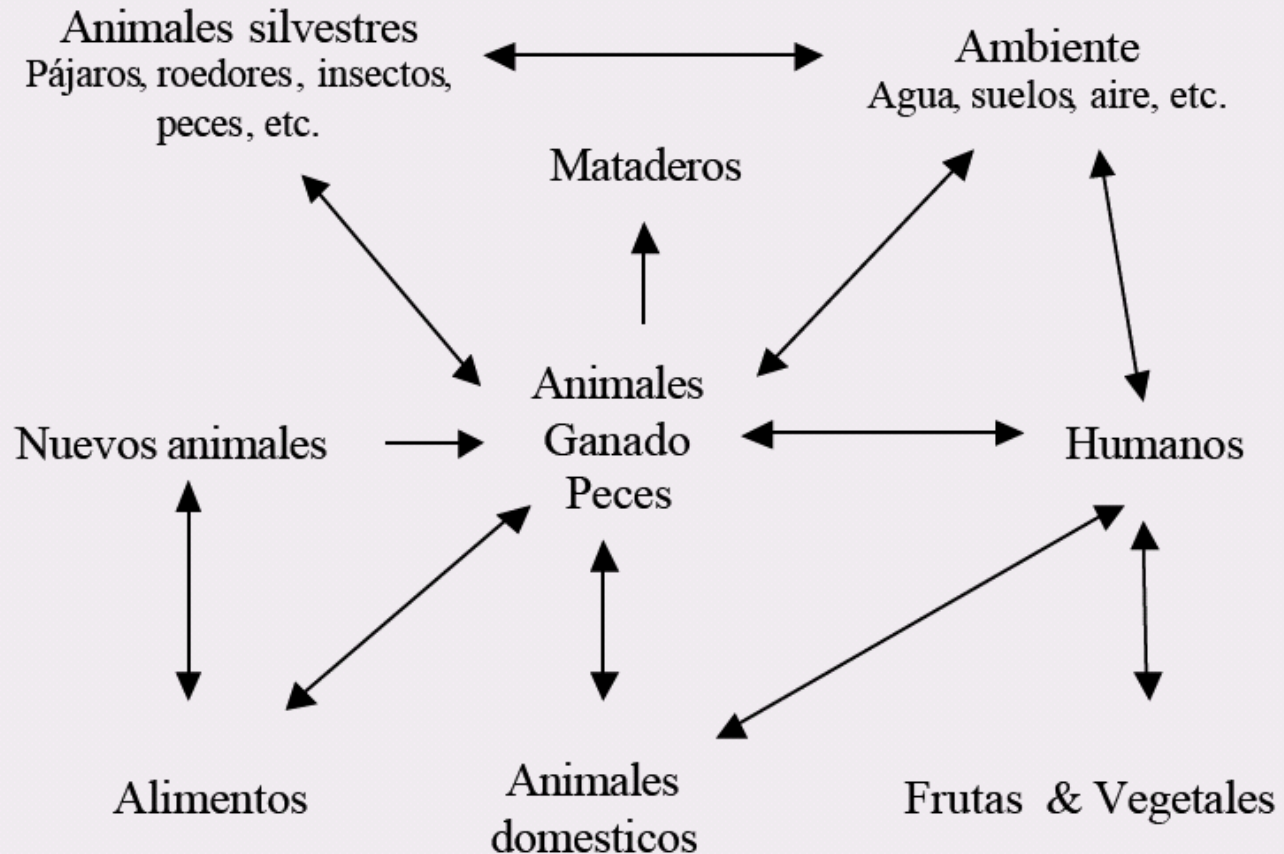 Animales silvestres
Pájaros, roedores, insectos,
peces, etc.
Ambiente
Agua, suelos, aire, etc.
Mataderos
Nuevos animales
Animales
Ganado
Peces
Humanos
Alimentos
Animales
domesticos
Frutas & Vegetales